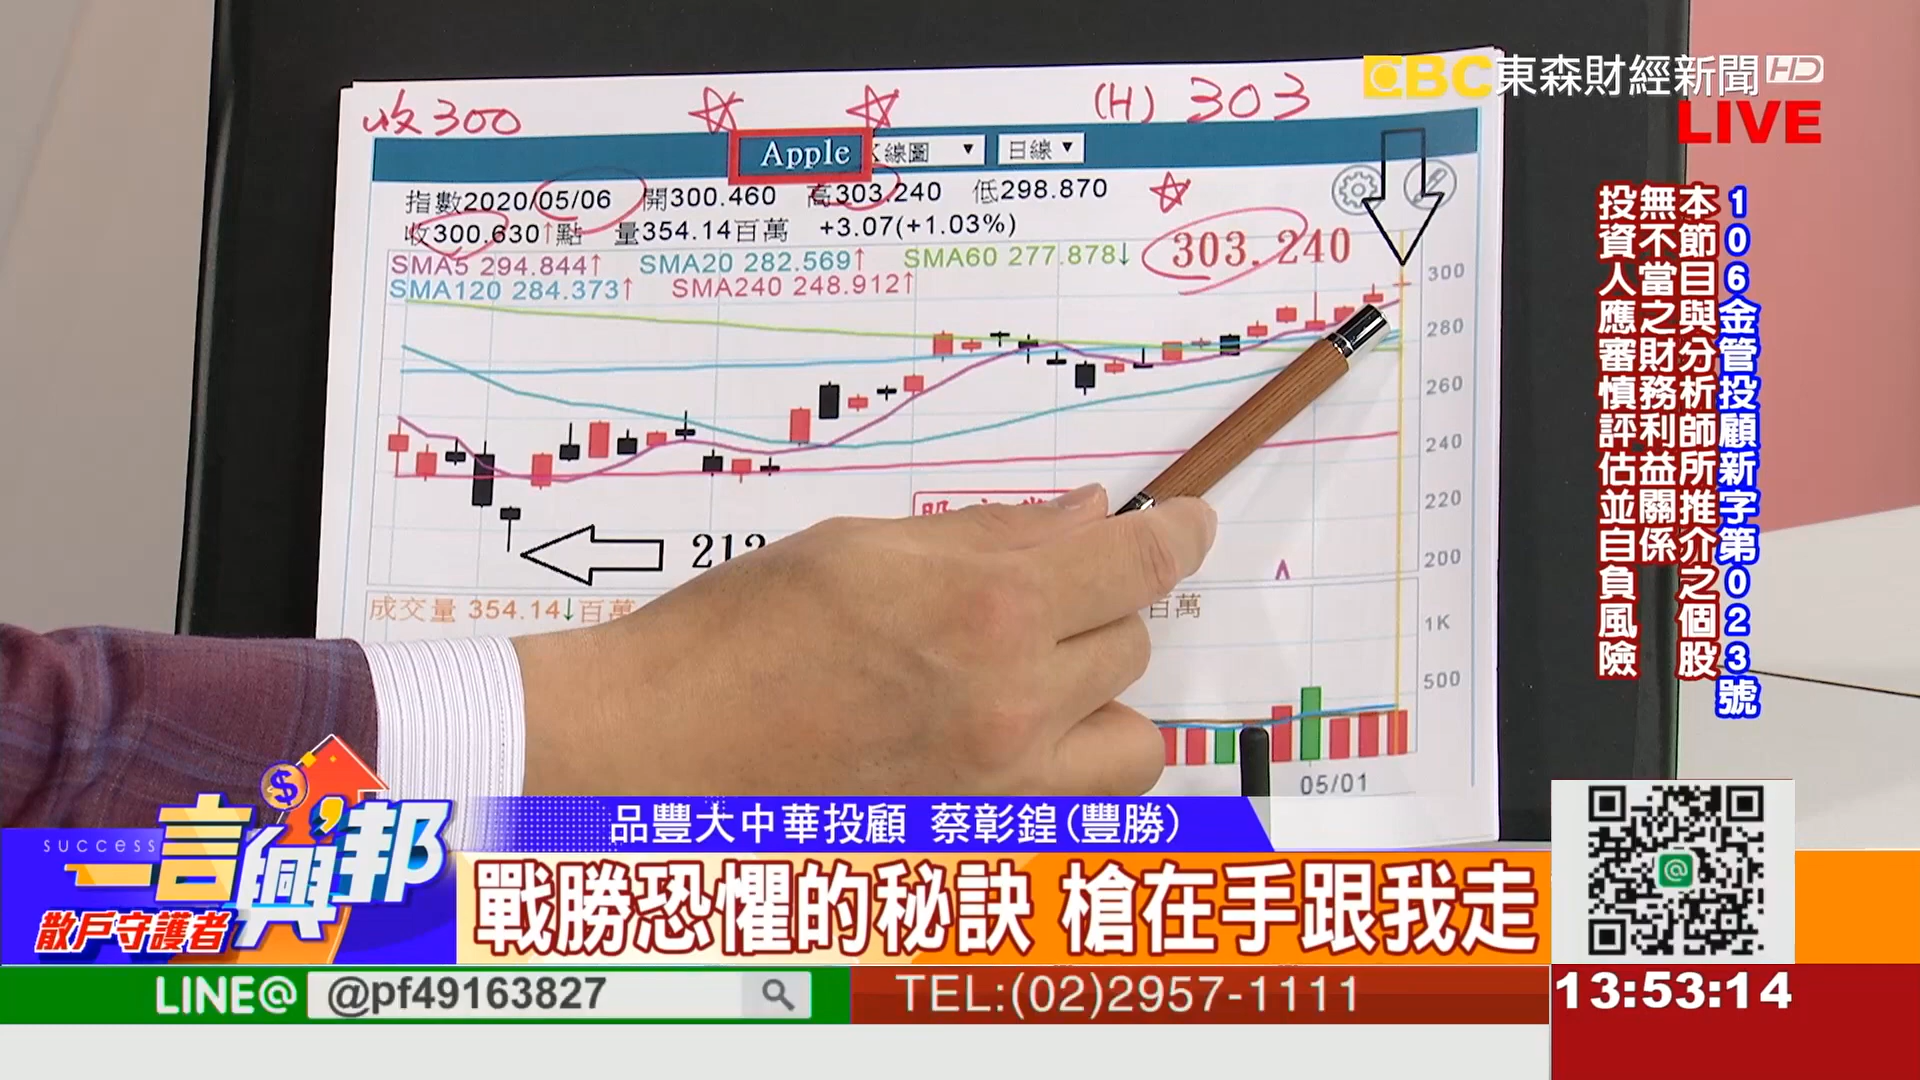 EBC東森財經新聞HD
LIVE
收300
(H) 303
Apple
K線圖 ▼
日線 ▼
指數2020/05/06 開300.460 高303.240 低298.870
收300.630↑點 量354.14百萬 +3.07(+1.03%)
SMA5 294.844↑ SMA20 282.569↑ SMA60 277.878↓
SMA120 284.373↑ SMA240 248.912↑
303.240
300
280
260
240
220
200
212
成交量 354.14↓百萬
百萬
1K
500
05/01
106金管投顧新字第023號
本節目與分析師所推介之個股
無不當之財務利益關係
投資人應審慎評估並自負風險
success
一言興邦
散戶守護者
品豐大中華投顧 蔡彰鍠(豐勝)
戰勝恐懼的秘訣 槍在手跟我走
LINE@ @pf49163827
TEL:(02)2957-1111
13:53:14